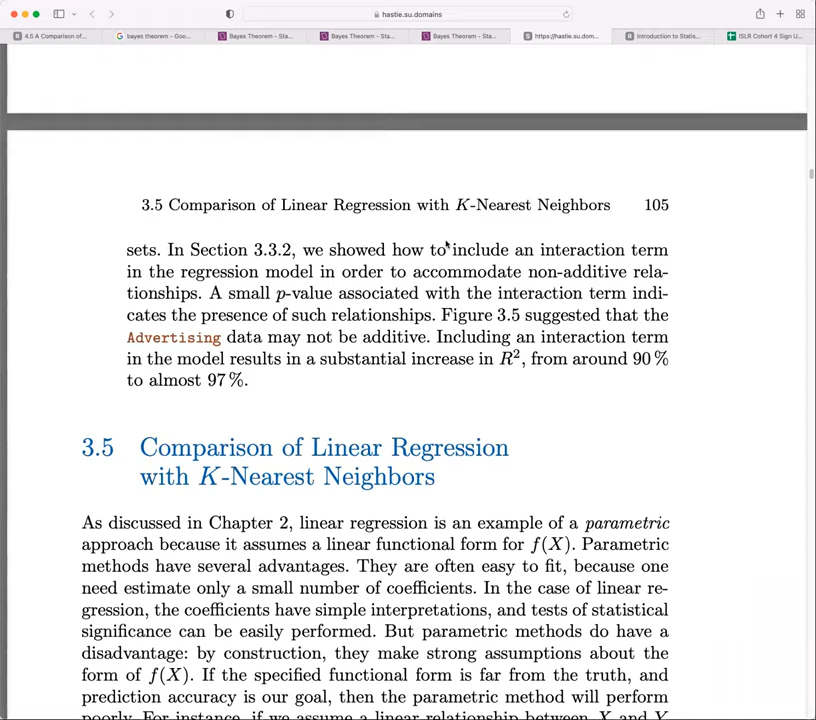 hastie.su.domains
4.5 A Comparison of...
bayes theorem - Goo...
Bayes Theorem - Sta...
Bayes Theorem - Sta...
Bayes Theorem - Sta...
https://hastie.su.dom...
Introduction to Statis...
ISLR Cohort 4 Sign U...
3.5 Comparison of Linear Regression with K-Nearest Neighbors 105
sets. In Section 3.3.2, we showed how to include an interaction term
in the regression model in order to accommodate non-additive rela-
tionships. A small p-value associated with the interaction term indi-
cates the presence of such relationships. Figure 3.5 suggested that the
Advertising data may not be additive. Including an interaction term
in the model results in a substantial increase in R², from around 90 %
to almost 97 %.
3.5 Comparison of Linear Regression
with K-Nearest Neighbors
As discussed in Chapter 2, linear regression is an example of a parametric
approach because it assumes a linear functional form for f(X). Parametric
methods have several advantages. They are often easy to fit, because one
need estimate only a small number of coefficients. In the case of linear re-
gression, the coefficients have simple interpretations, and tests of statistical
significance can be easily performed. But parametric methods do have a
disadvantage: by construction, they make strong assumptions about the
form of f(X). If the specified functional form is far from the truth, and
prediction accuracy is our goal, then the parametric method will perform
poorly. For instance, if we assume a linear relationship between X and Y